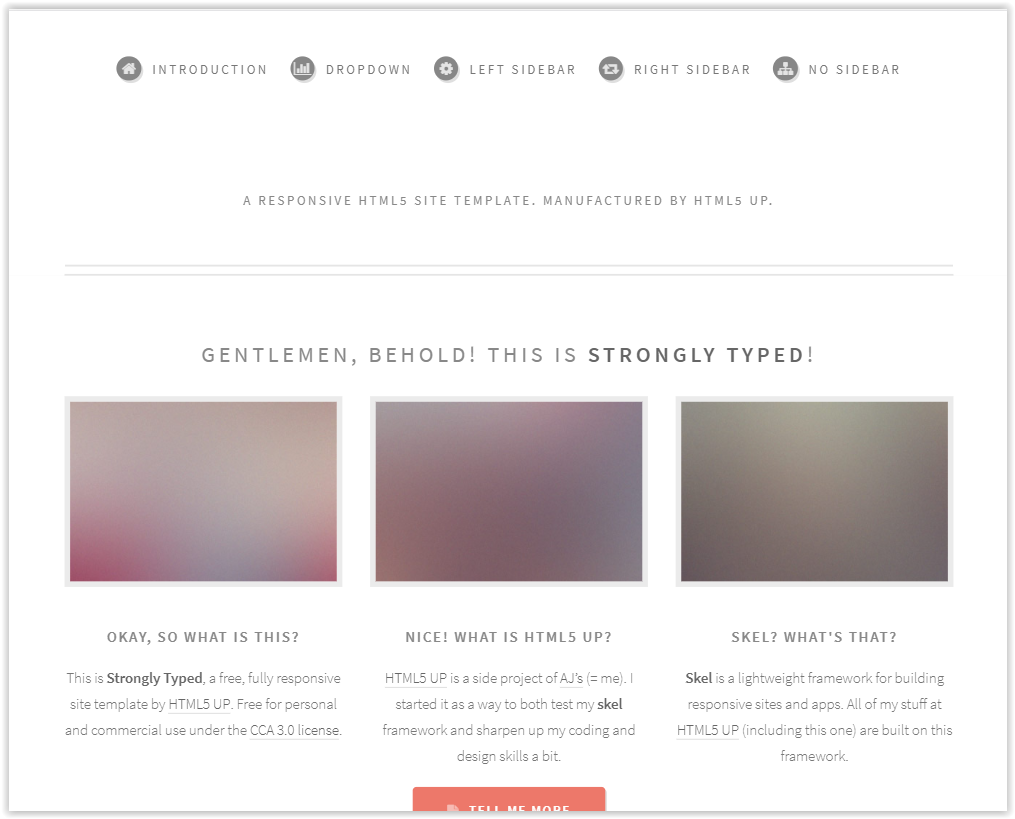 INTRODUCTION DROPDOWN LEFT SIDEBAR RIGHT SIDEBAR NO SIDEBAR
A RESPONSIVE HTML5 SITE TEMPLATE. MANUFACTURED BY HTML5 UP.
GENTLEMEN, BEHOLD! THIS IS STRONGLY TYPED!
OKAY, SO WHAT IS THIS?
This is Strongly Typed, a free, fully responsive
site template by HTML5 UP. Free for personal
and commercial use under the CCA 3.0 license.
NICE! WHAT IS HTML5 UP?
HTML5 UP is a side project of AJ’s (= me). I
started it as a way to both test my skel
framework and sharpen up my coding and
design skills a bit.
SKEL? WHAT'S THAT?
Skel is a lightweight framework for building
responsive sites and apps. All of my stuff at
HTML5 UP (including this one) are built on this
framework.
TELL ME MORE